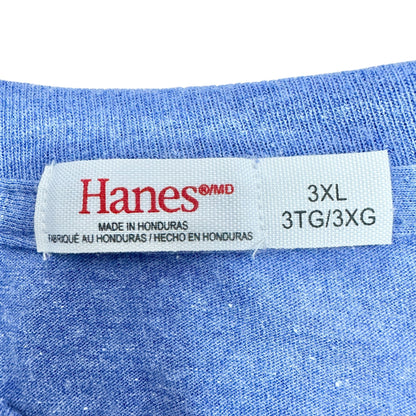 Hanes®/MD
MADE IN HONDURAS
FABRIQUÉ AU HONDURAS / HECHO EN HONDURAS
3XL
3TG/3XG